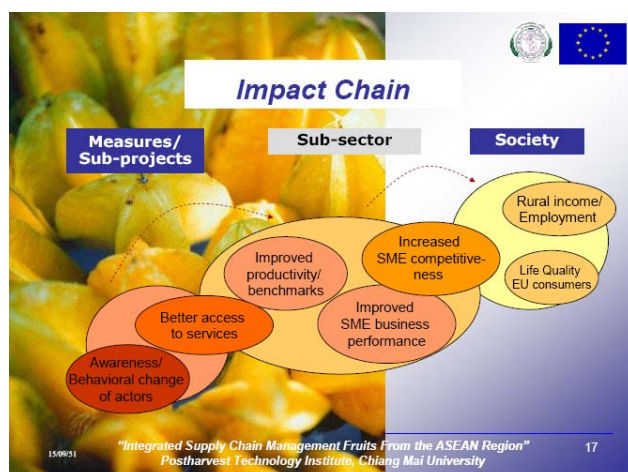 Impact Chain
Measures/
Sub-projects
Sub-sector
Society
Rural income/
Employment
Increased
SME competitive-
ness
Improved
productivity/
benchmarks
Life Quality
EU consumers
Better access
to services
Improved
SME business
performance
Awareness/
Behavioral change
of actors
15/09/51
“Integrated Supply Chain Management Fruits From the ASEAN Region”
Postharvest Technology Institute, Chiang Mai University
17